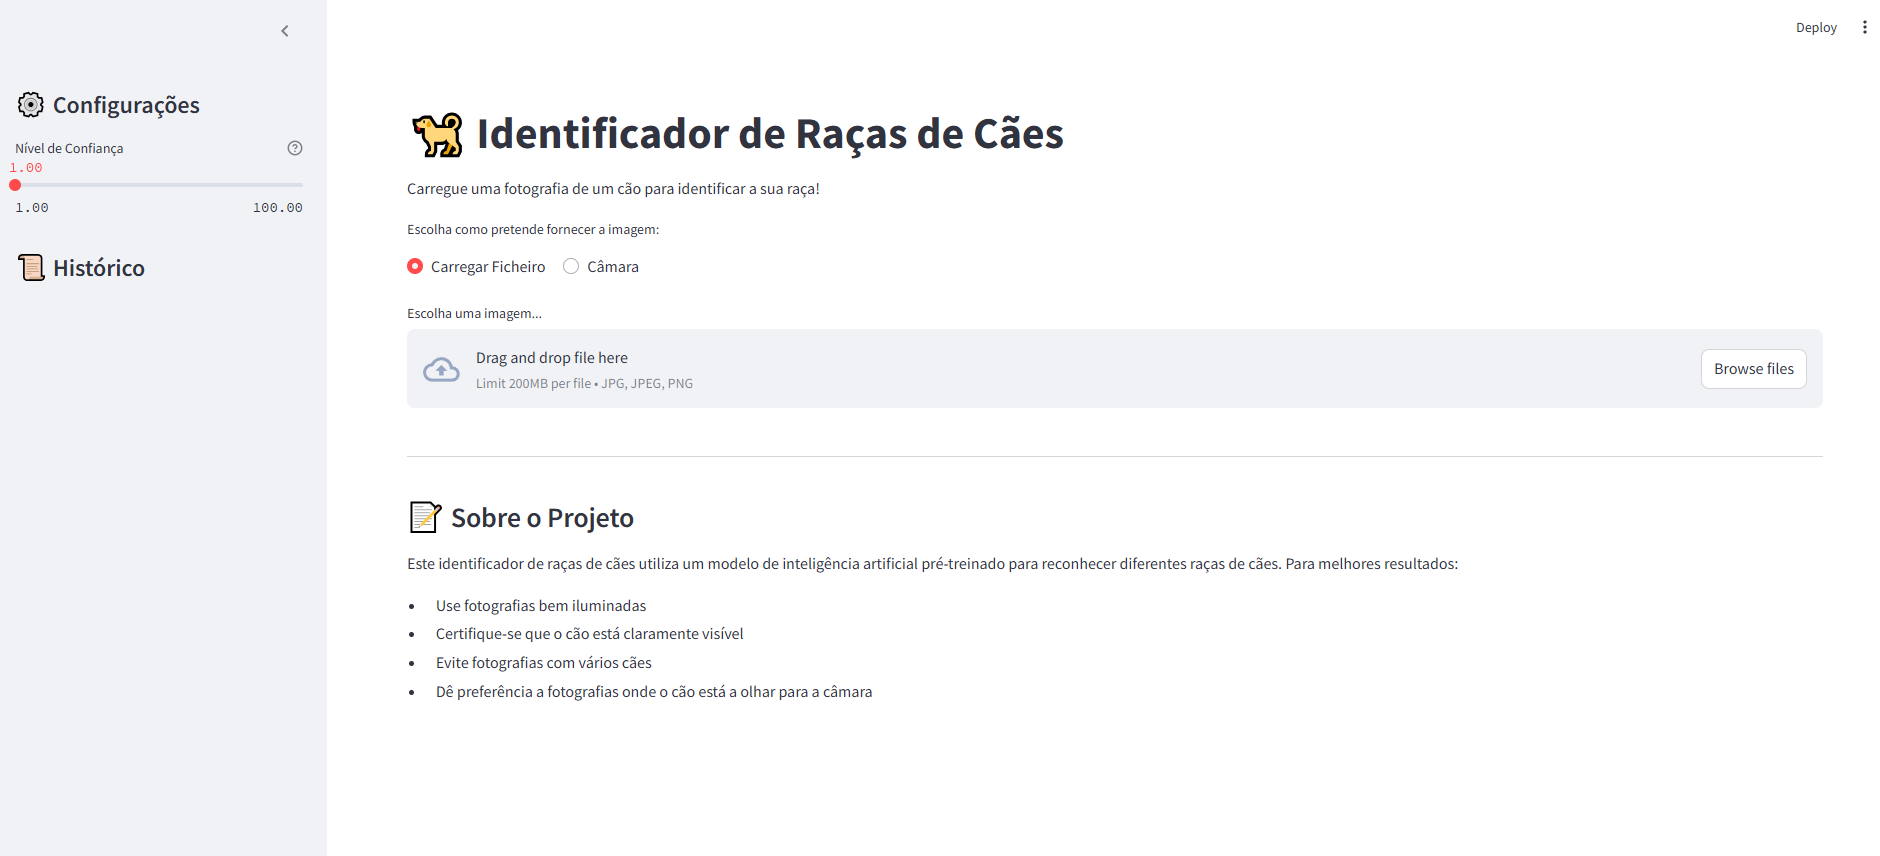 Deploy
Configurações
Nível de Confiança
1.00
1.00 100.00
Histórico
Identificador de Raças de Cães
Carregue uma fotografia de um cão para identificar a sua raça!
Escolha como pretende fornecer a imagem:
Carregar Ficheiro Câmara
Escolha uma imagem...
Drag and drop file here
Limit 200MB per file • JPG, JPEG, PNG
Browse files
Sobre o Projeto
Este identificador de raças de cães utiliza um modelo de inteligência artificial pré-treinado para reconhecer diferentes raças de cães. Para melhores resultados:
• Use fotografias bem iluminadas
• Certifique-se que o cão está claramente visível
• Evite fotografias com vários cães
• Dê preferência a fotografias onde o cão está a olhar para a câmara